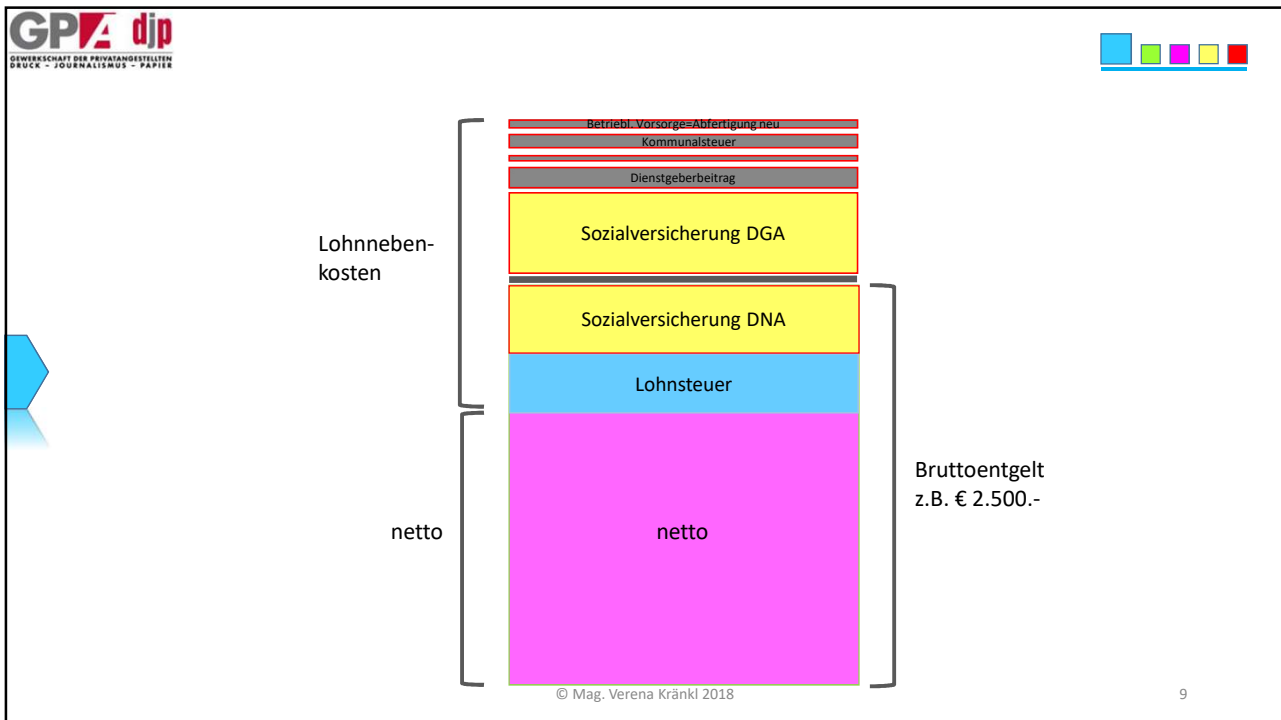 GPA djp
GEWERKSCHAFT DER PRIVATANGESTELLTEN
DRUCK - JOURNALISMUS - PAPIER
Betriebl. Vorsorge=Abfertigung neu
Kommunalsteuer
Dienstgeberbeitrag
Sozialversicherung DGA
Lohnneben-
kosten
Sozialversicherung DNA
Lohnsteuer
Bruttoentgelt
z.B. € 2.500.-
netto
netto
© Mag. Verena Kränkl 2018
9